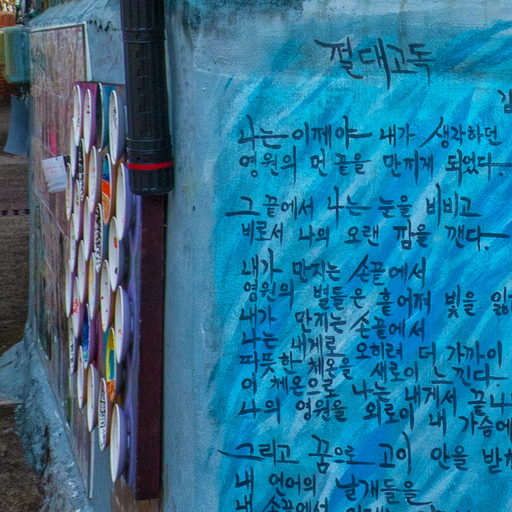 절대고독
김
나는 이제야 내가 생각하던
영원의 먼 끝을 만지게 되었다.
그 끝에서 나는 눈을 비비고
비로서 나의 오랜 잠을 깬다.
내가 만지는 손끝에서
영원의 별들은 흩어져 빛을 잃
내가 만지는 손끝에서
나는 내게로 오히려 더 가까이
따뜻한 체온을 새로이 느낀다.
이 체온으로 나는 내게서 끝나
나의 영원을 외로이 내 가슴에
그리고 꿈으로 고이 안을 받
내 언어의 날개들을
내 손끝에서